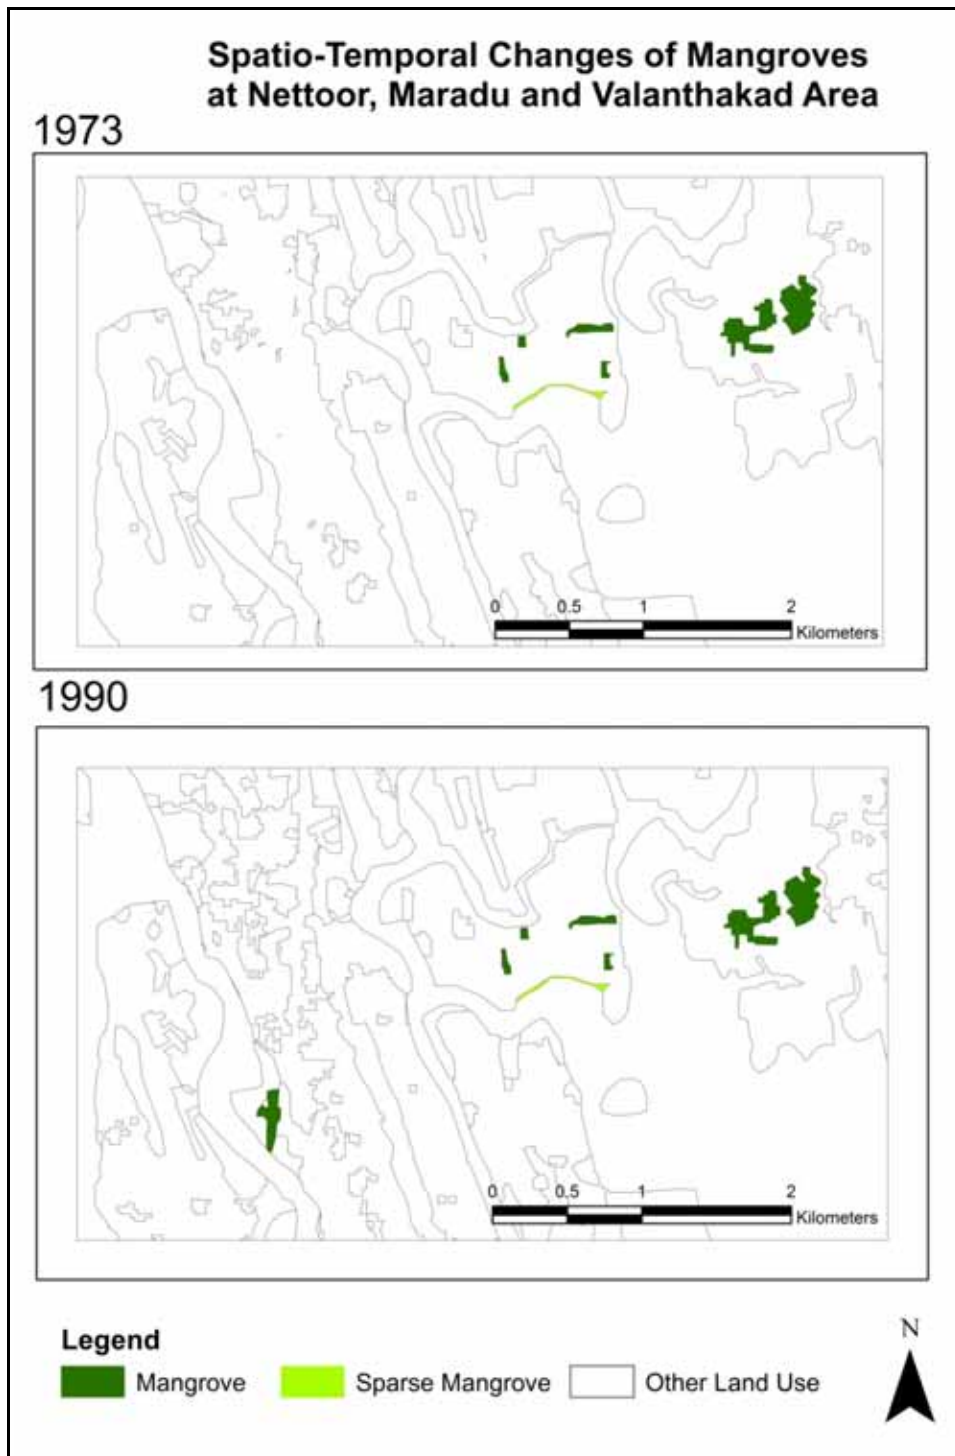 Spatio-Temporal Changes of Mangroves
at Nettoor, Maradu and Valanthakad Area
1973
0 0.5 1 2
Kilometers
1990
0 0.5 1 2
Kilometers
Legend
Mangrove Sparse Mangrove Other Land Use
N